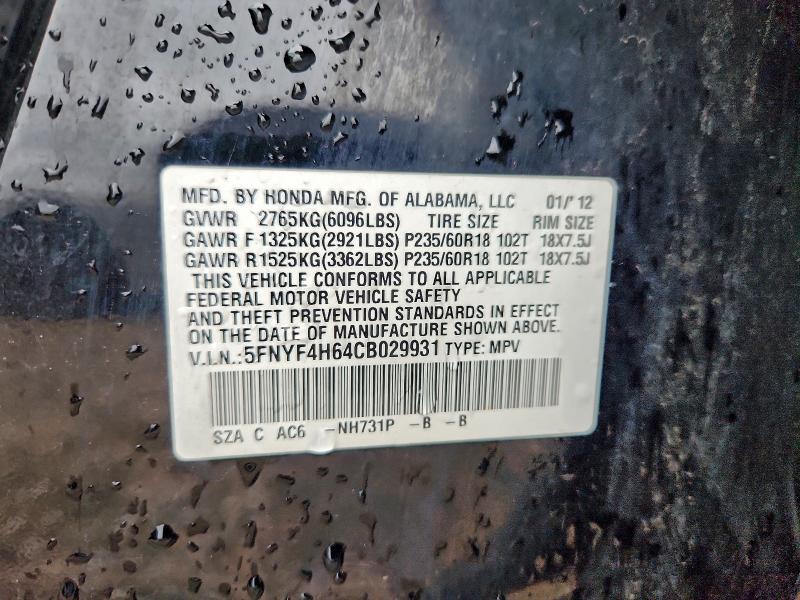 MFD. BY HONDA MFG. OF ALABAMA, LLC 01/'12
GVWR 2765KG(6096LBS) TIRE SIZE RIM SIZE
GAWR F 1325KG(2921LBS) P235/60R18 102T 18X7.5J
GAWR R 1525KG(3362LBS) P235/60R18 102T 18X7.5J
THIS VEHICLE CONFORMS TO ALL APPLICABLE
FEDERAL MOTOR VEHICLE SAFETY
AND THEFT PREVENTION STANDARDS IN EFFECT
ON THE DATE OF MANUFACTURE SHOWN ABOVE.
V.I.N.:5FNYF4H64CB029931 TYPE: MPV
SZA C AC6 -NH731P -B -B